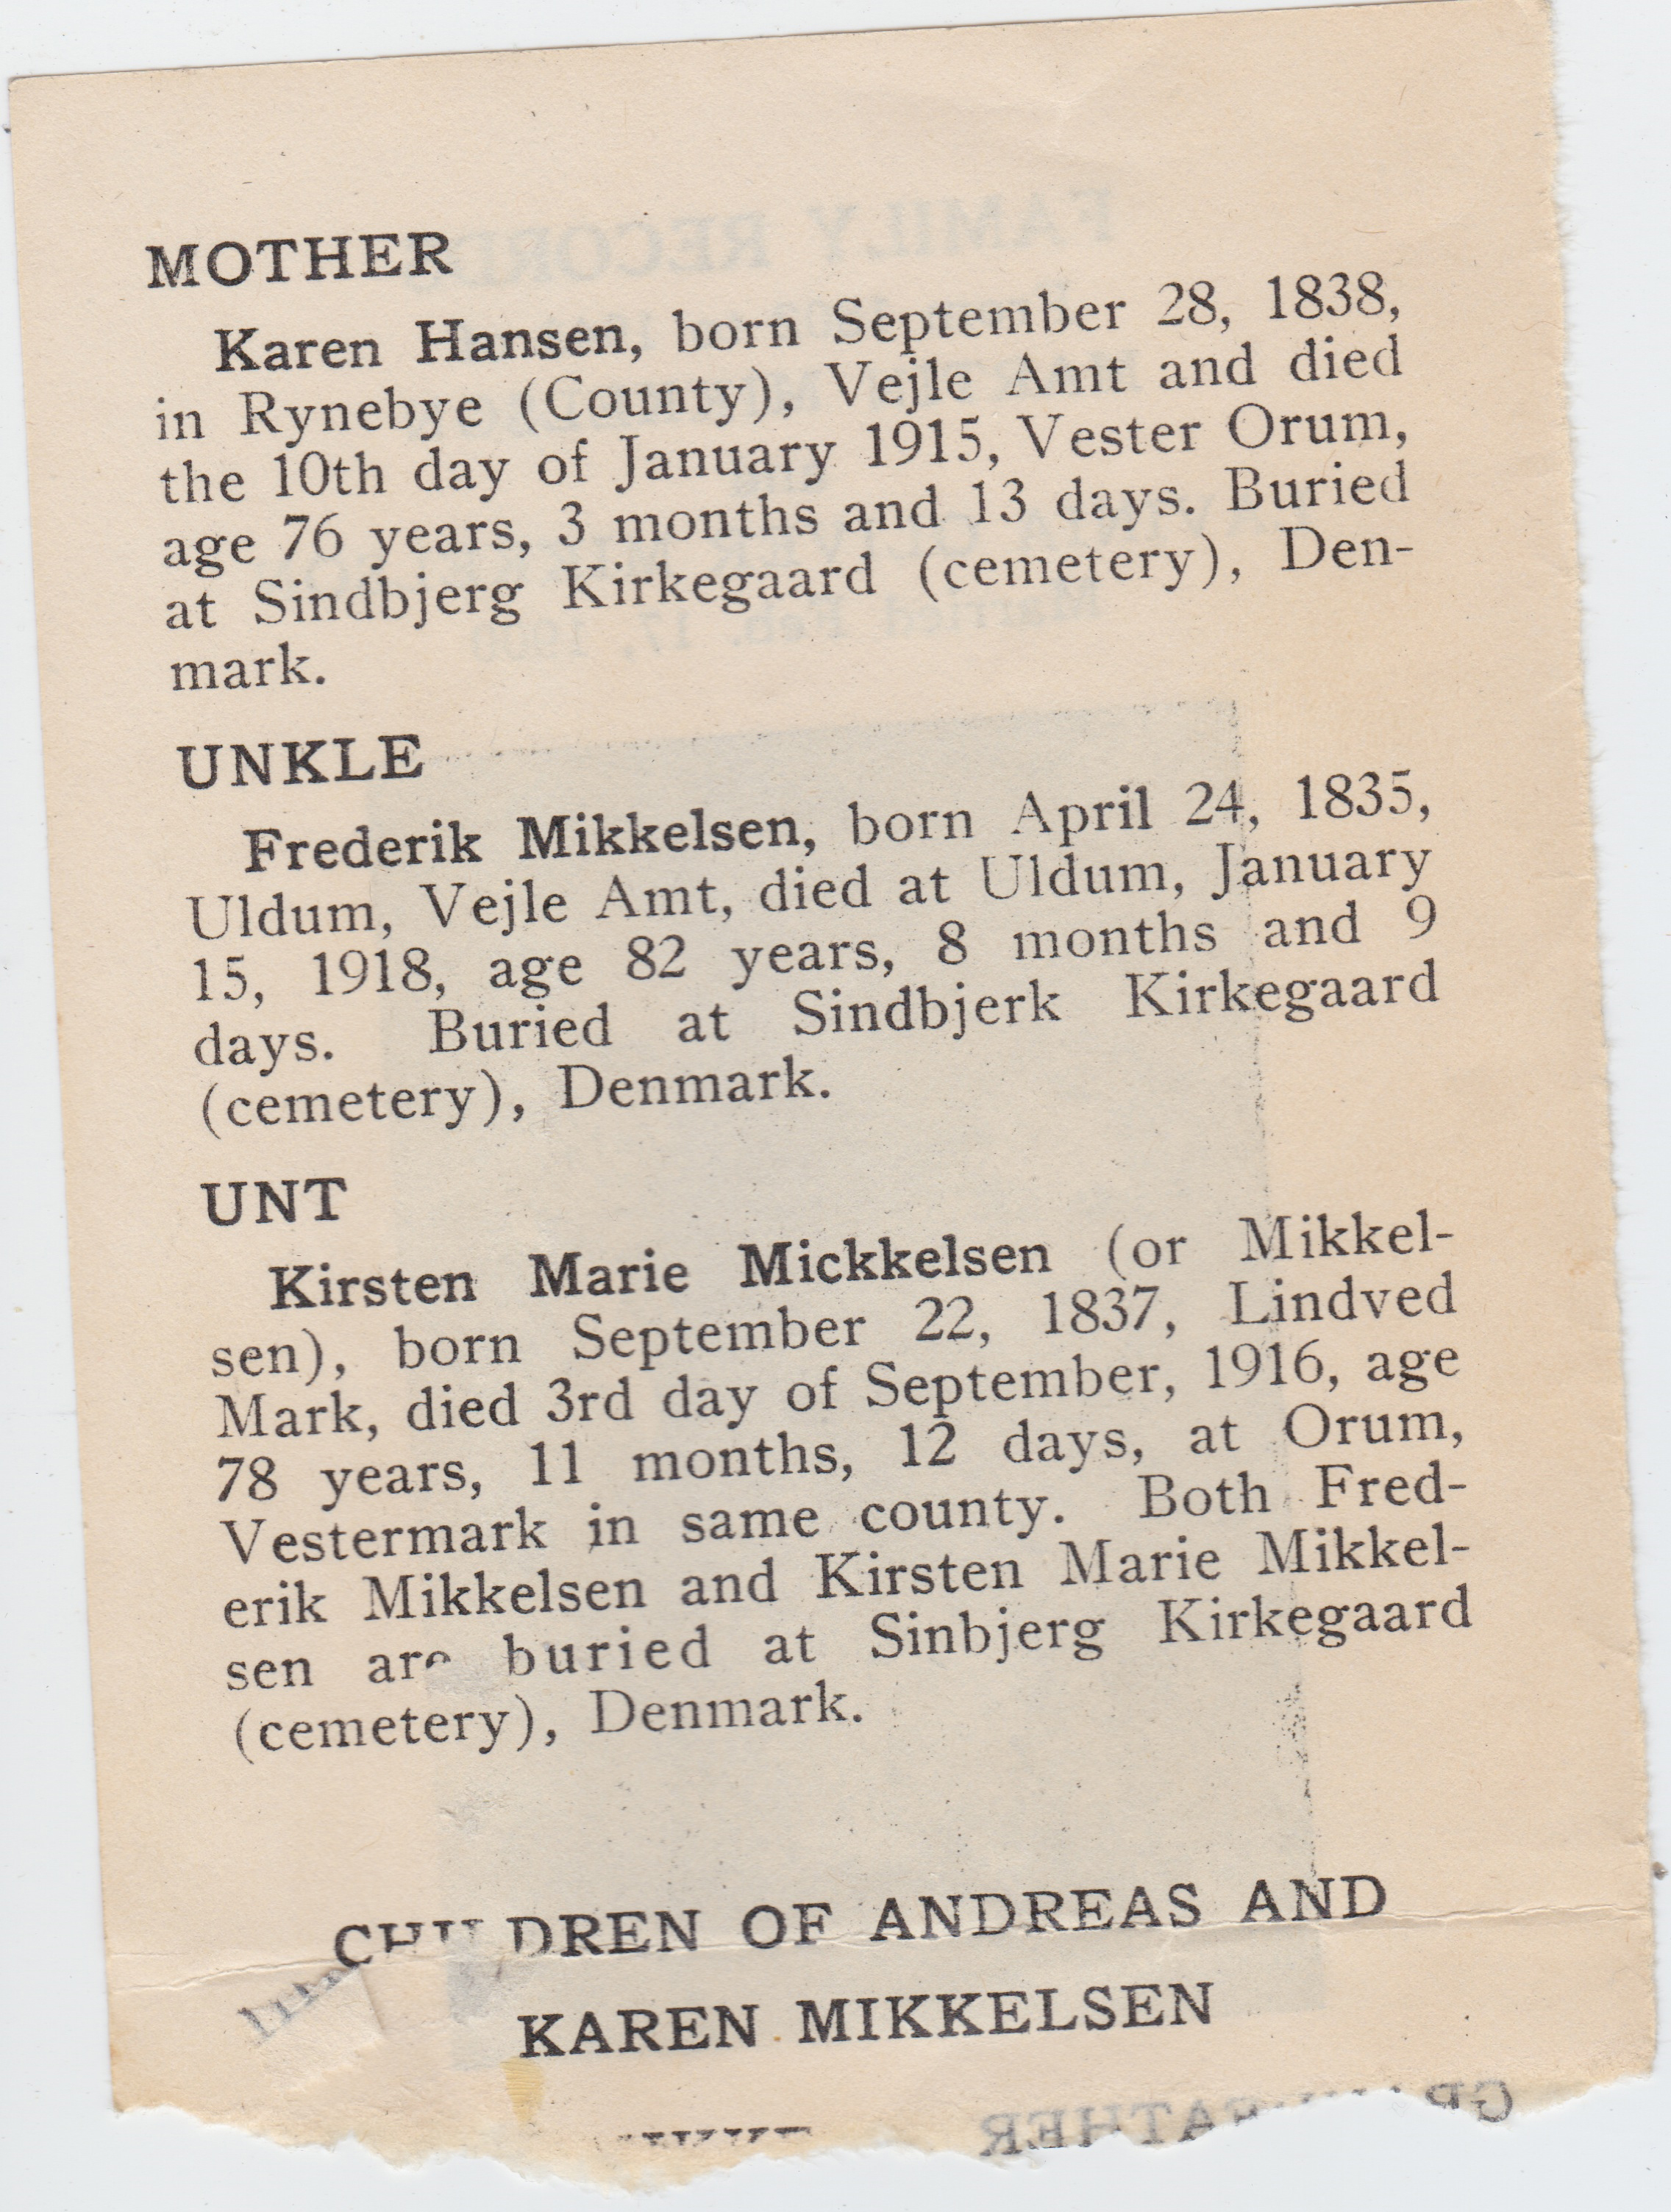 MOTHER
Karen Hansen, born September 28, 1838,
in Rynebye (County), Vejle Amt and died
the 10th day of January 1915, Vester Orum,
age 76 years, 3 months and 13 days. Buried
at Sindbjerg Kirkegaard (cemetery), Den-
mark.
UNKLE
Frederik Mikkelsen, born April 24, 1835,
Uldum, Vejle Amt, died at Uldum, January
15, 1918, age 82 years, 8 months and 9
days. Buried at Sindbjerk Kirkegaard
(cemetery), Denmark.
UNT
Kirsten Marie Mickkelsen (or Mikkel-
sen), born September 22, 1837, Lindved
Mark, died 3rd day of September, 1916, age
78 years, 11 months, 12 days, at Orum,
Vestermark in same county. Both Fred-
erik Mikkelsen and Kirsten Marie Mikkel-
sen are buried at Sinbjerg Kirkegaard
(cemetery), Denmark.
CHILDREN OF ANDREAS AND
KAREN MIKKELSEN